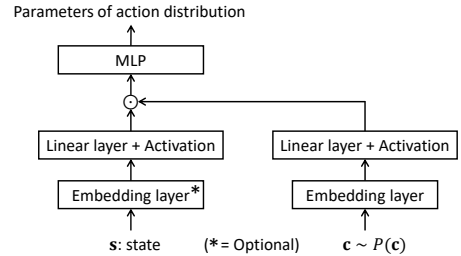 Parameters of action distribution
MLP
⊙
Linear layer + Activation
Linear layer + Activation
Embedding layer*
Embedding layer
s: state
(*= Optional)
c ~ P(c)